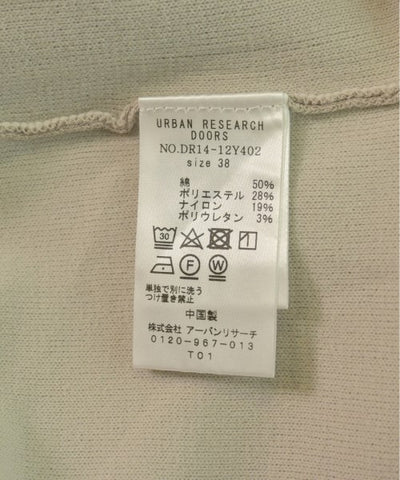 URBAN RESEARCH
DOORS
NO.DR14-12Y402
size 38
綿 50%
ポリエステル 28%
ナイロン 19%
ポリウレタン 3%
30
F W
単独で別に洗う
つけ置き禁止
中国製
株式会社 アーバンリサーチ
0120-967-013
T01